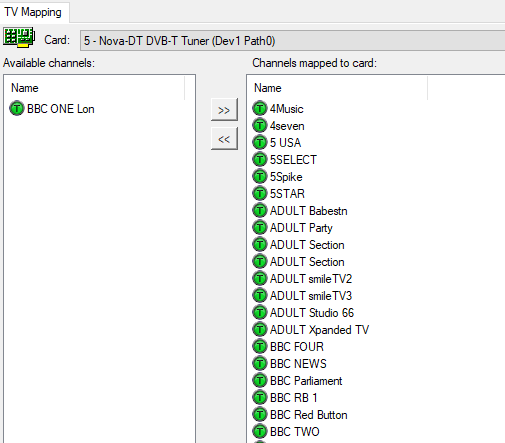 TV Mapping
Card: 5 - Nova-DT DVB-T Tuner (Dev1 Path0)
Available channels:
Name
BBC ONE Lon
>>
<<
Channels mapped to card:
Name
4Music
4seven
5 USA
5SELECT
5Spike
5STAR
ADULT Babestn
ADULT Party
ADULT Section
ADULT Section
ADULT smileTV2
ADULT smileTV3
ADULT Studio 66
ADULT Xpanded TV
BBC FOUR
BBC NEWS
BBC Parliament
BBC RB 1
BBC Red Button
BBC TWO